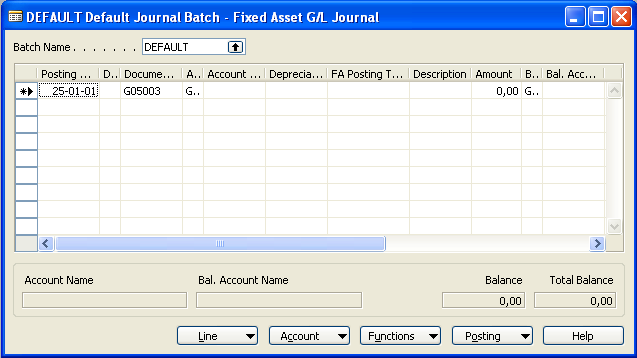 DEFAULT Default Journal Batch - Fixed Asset G/L Journal
Batch Name . . . . . . . DEFAULT
Posting ... D.. Docume... A.. Account ... Deprecia... FA Posting T... Description Amount B.. Bal. Acc...
25-01-01 G05003 G.. 0,00 G..
Account Name Bal. Account Name Balance Total Balance
0,00 0,00
Line Account Functions Posting Help